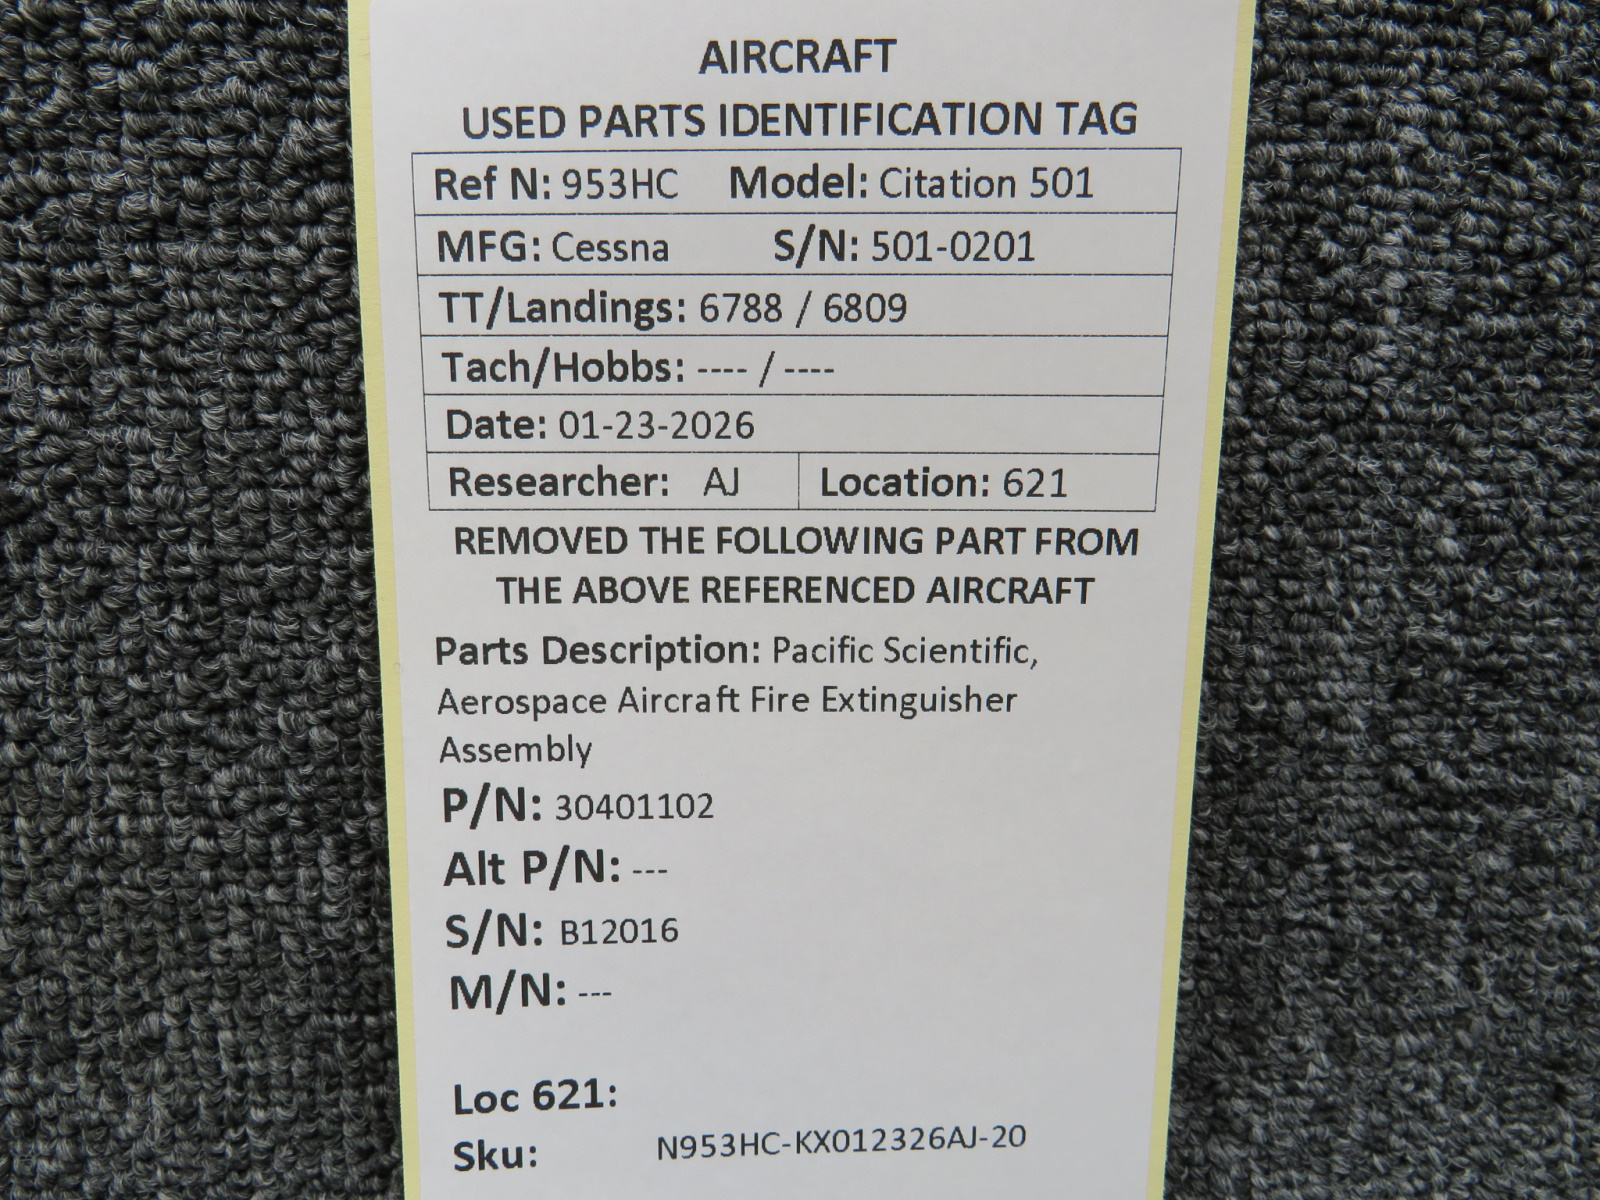 AIRCRAFT
USED PARTS IDENTIFICATION TAG
Ref N: 953HC Model: Citation 501
MFG: Cessna S/N: 501-0201
TT/Landings: 6788 / 6809
Tach/Hobbs: ---- / ----
Date: 01-23-2026
Researcher: AJ Location: 621
REMOVED THE FOLLOWING PART FROM
THE ABOVE REFERENCED AIRCRAFT
Parts Description: Pacific Scientific,
Aerospace Aircraft Fire Extinguisher
Assembly
P/N: 30401102
Alt P/N: ---
S/N: B12016
M/N: ---
Loc 621:
Sku: N953HC-KX012326AJ-20